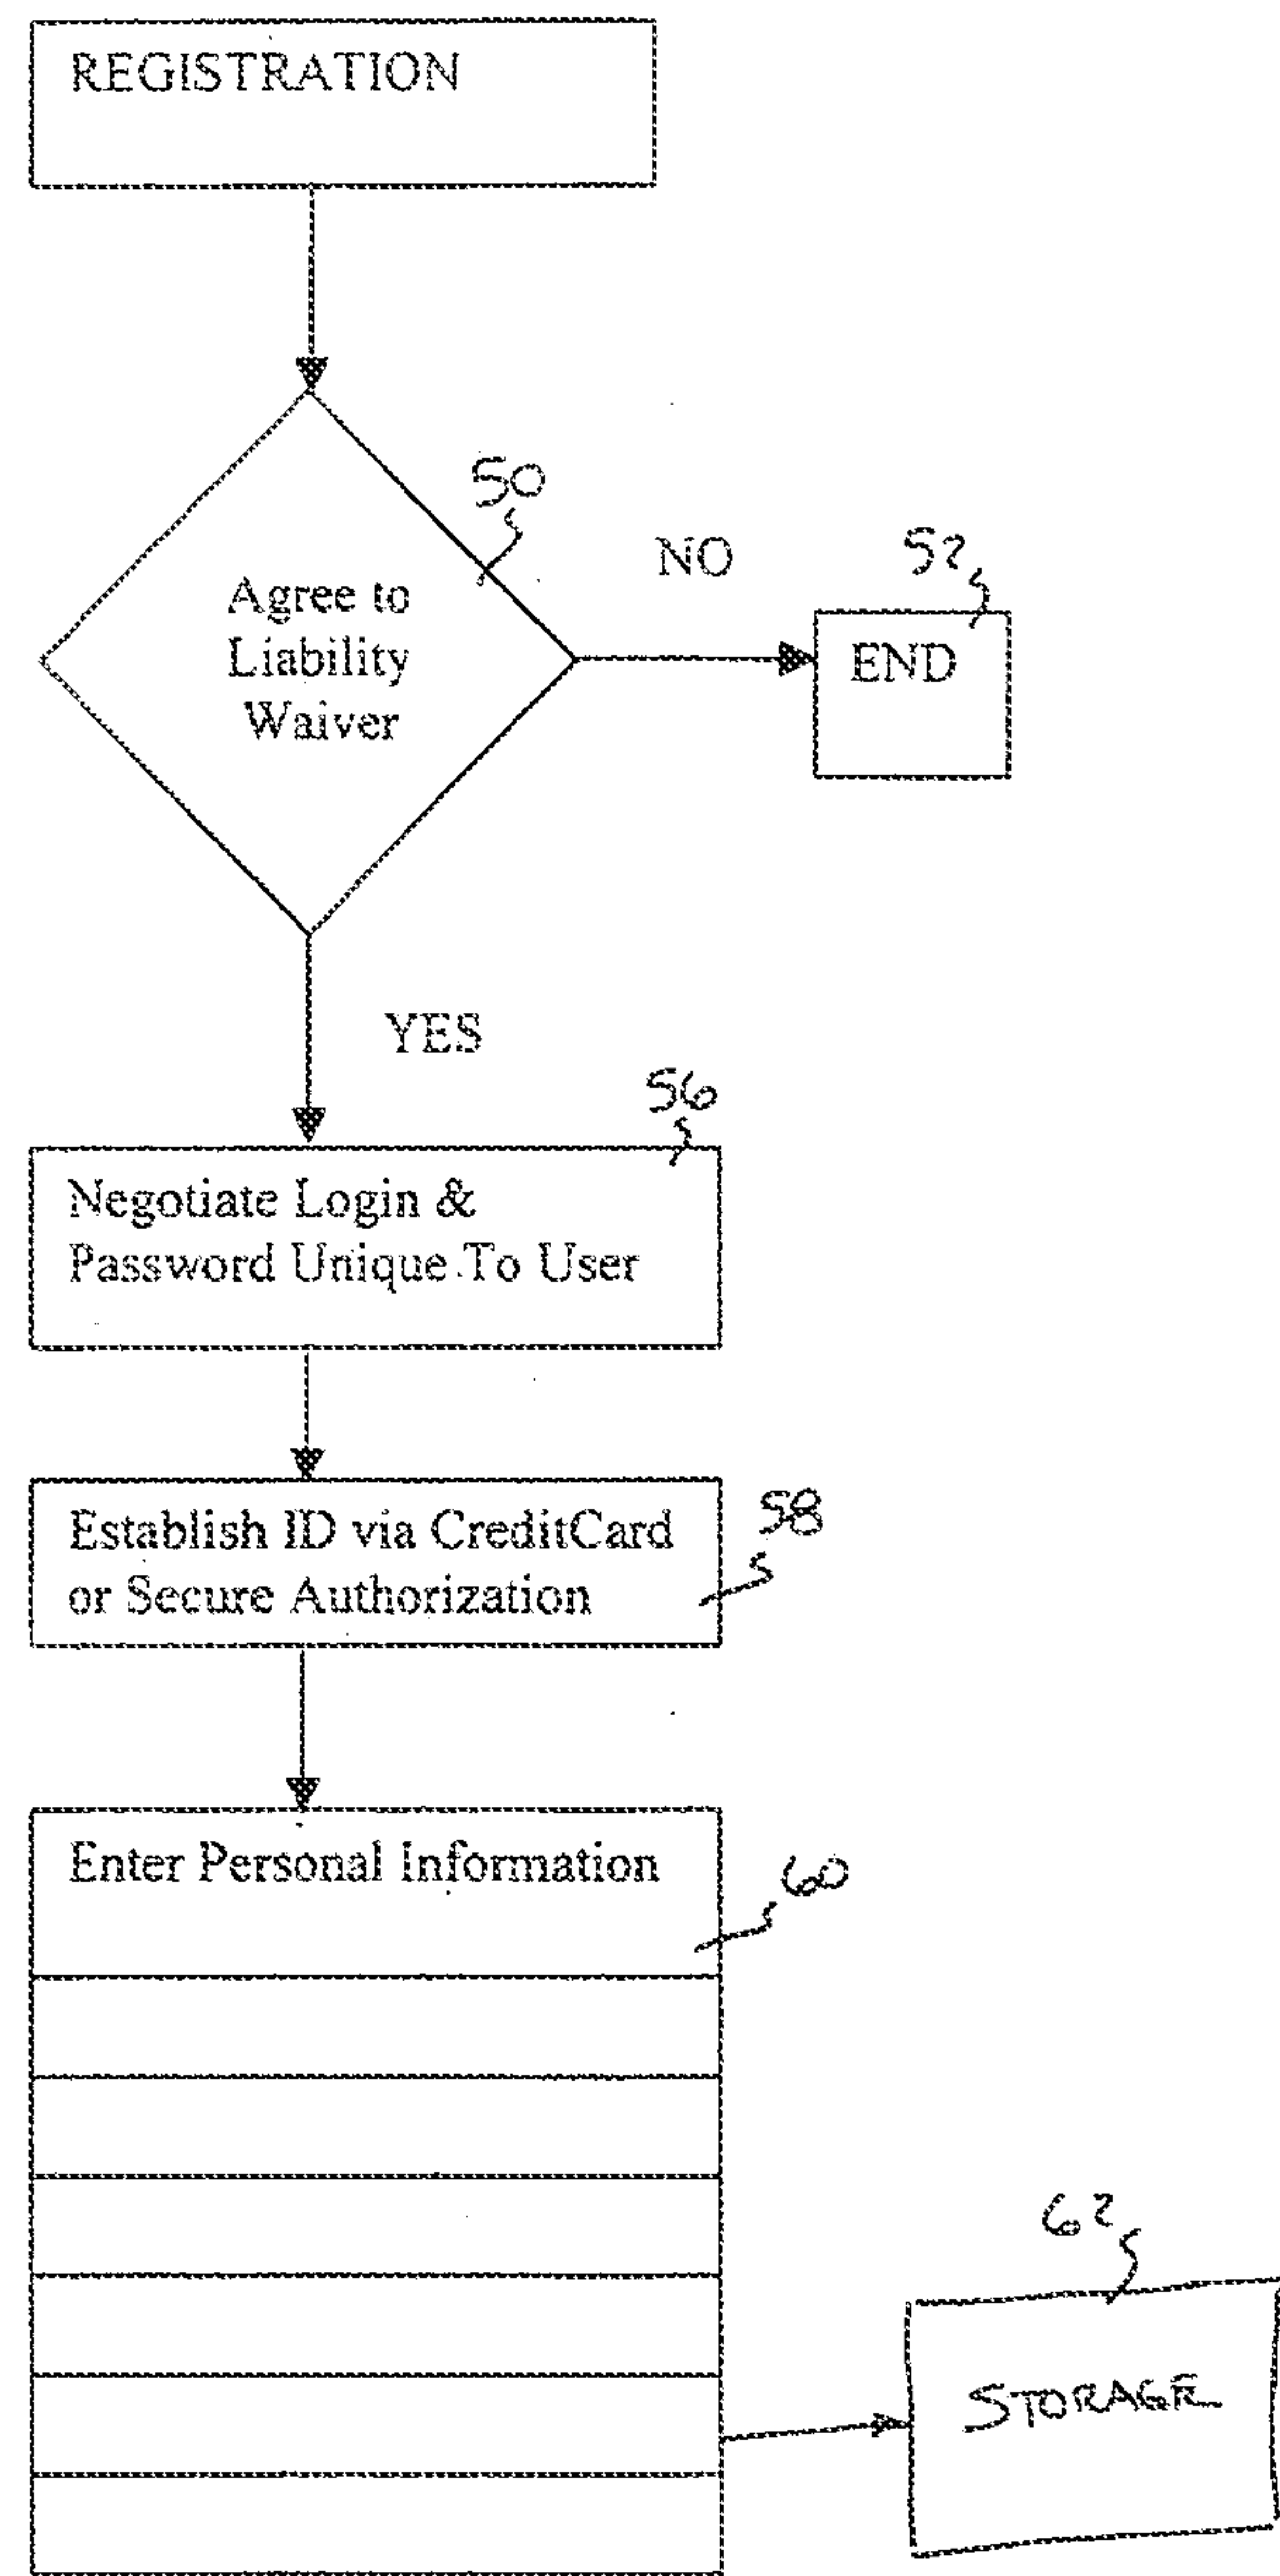 REGISTRATION
50
Agree to
Liability
Waiver
NO
52
END
YES
56
Negotiate Login &
Password Unique To User
58
Establish ID via CreditCard
or Secure Authorization
Enter Personal Information
60
62
STORAGE